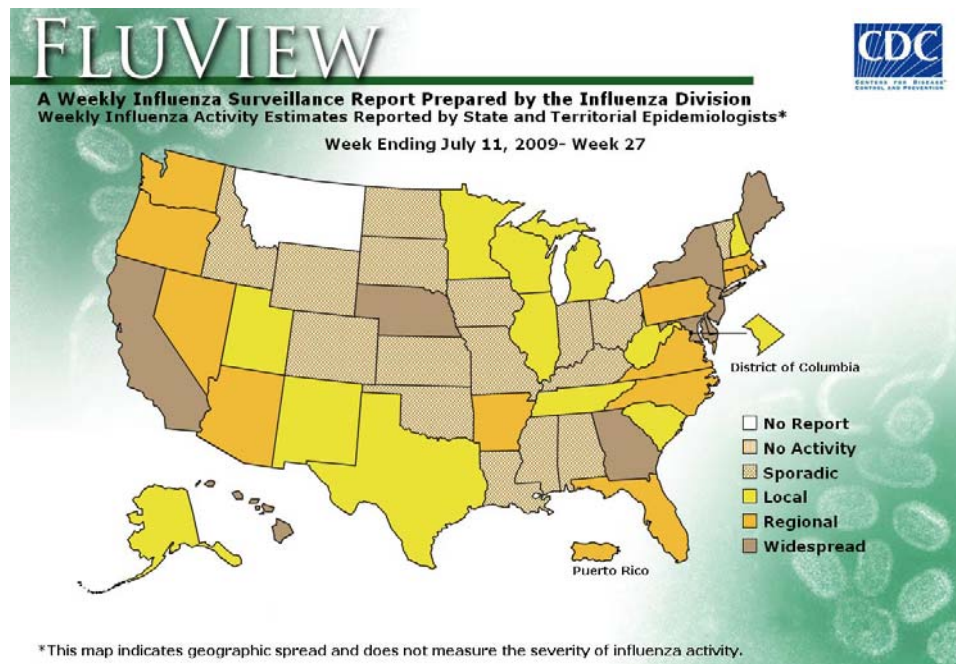 FLUVIEW
CDC
CENTERS FOR DISEASE
CONTROL AND PREVENTION
A Weekly Influenza Surveillance Report Prepared by the Influenza Division
Weekly Influenza Activity Estimates Reported by State and Territorial Epidemiologists*
Week Ending July 11, 2009- Week 27
District of Columbia
No Report
No Activity
Sporadic
Local
Regional
Widespread
Puerto Rico
*This map indicates geographic spread and does not measure the severity of influenza activity.